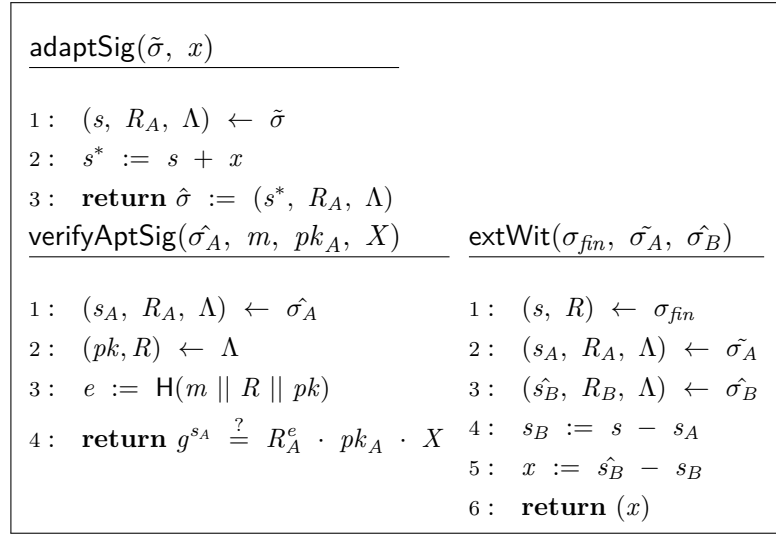 adaptSig(σ̃, x)
1 : (s, R_A, Λ) ← σ̃
2 : s* := s + x
3 : return σ̂ := (s*, R_A, Λ)
verifyAptSig(σ̂_A, m, pk_A, X)
1 : (s_A, R_A, Λ) ← σ̂_A
2 : (pk, R) ← Λ
3 : e := H(m || R || pk)
4 : return g^{s_A} ≟ R_A^e · pk_A · X
extWit(σ_fin, σ̃_A, σ̂_B)
1 : (s, R) ← σ_fin
2 : (s_A, R_A, Λ) ← σ̃_A
3 : (ŝ_B, R_B, Λ) ← σ̂_B
4 : s_B := s − s_A
5 : x := ŝ_B − s_B
6 : return (x)